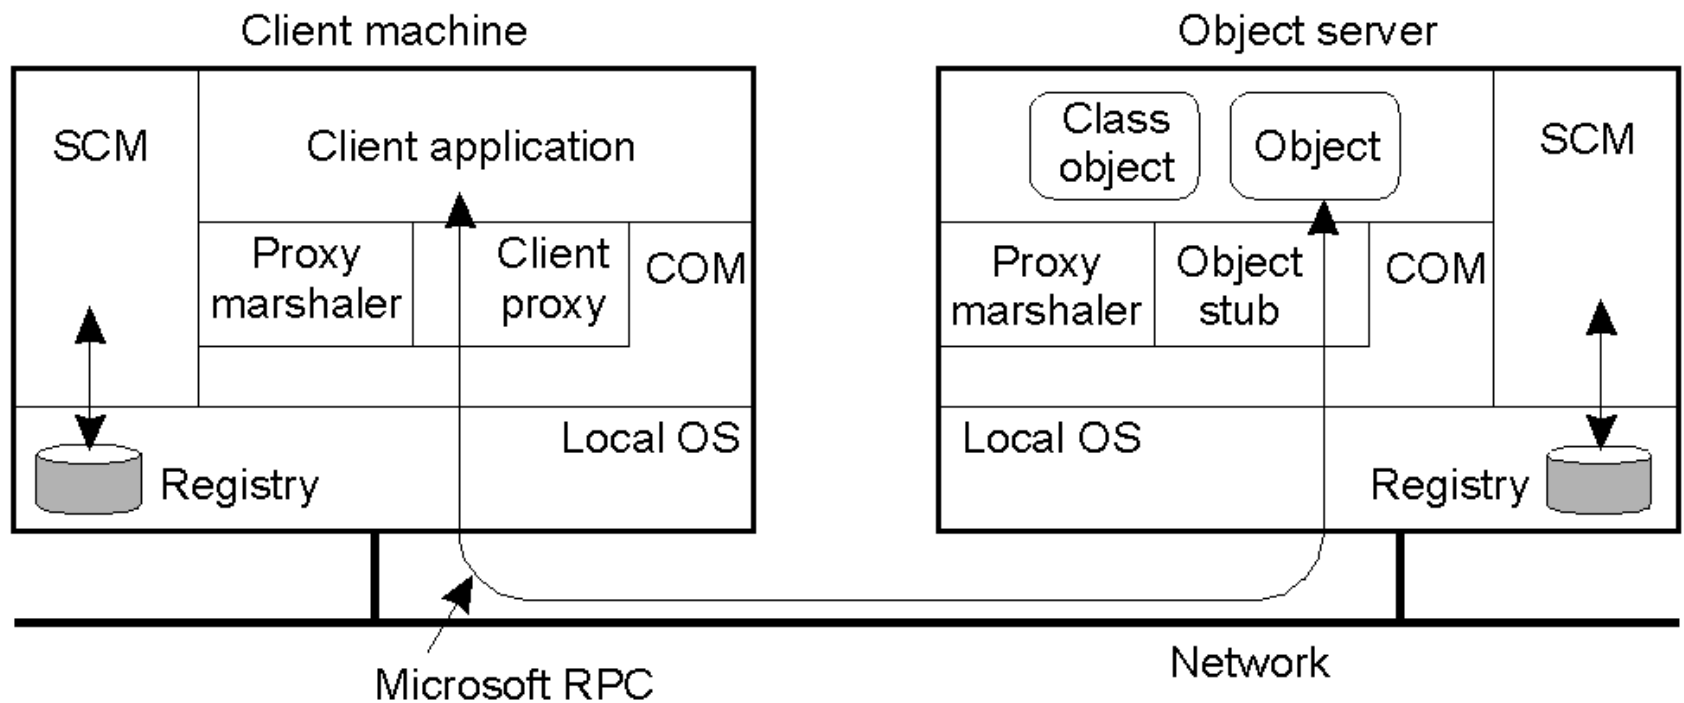 Client machine
Object server
SCM
Client application
Proxy
marshaler
Client
proxy
COM
Local OS
Registry
Class
object
Object
SCM
Proxy
marshaler
Object
stub
COM
Local OS
Registry
Microsoft RPC
Network